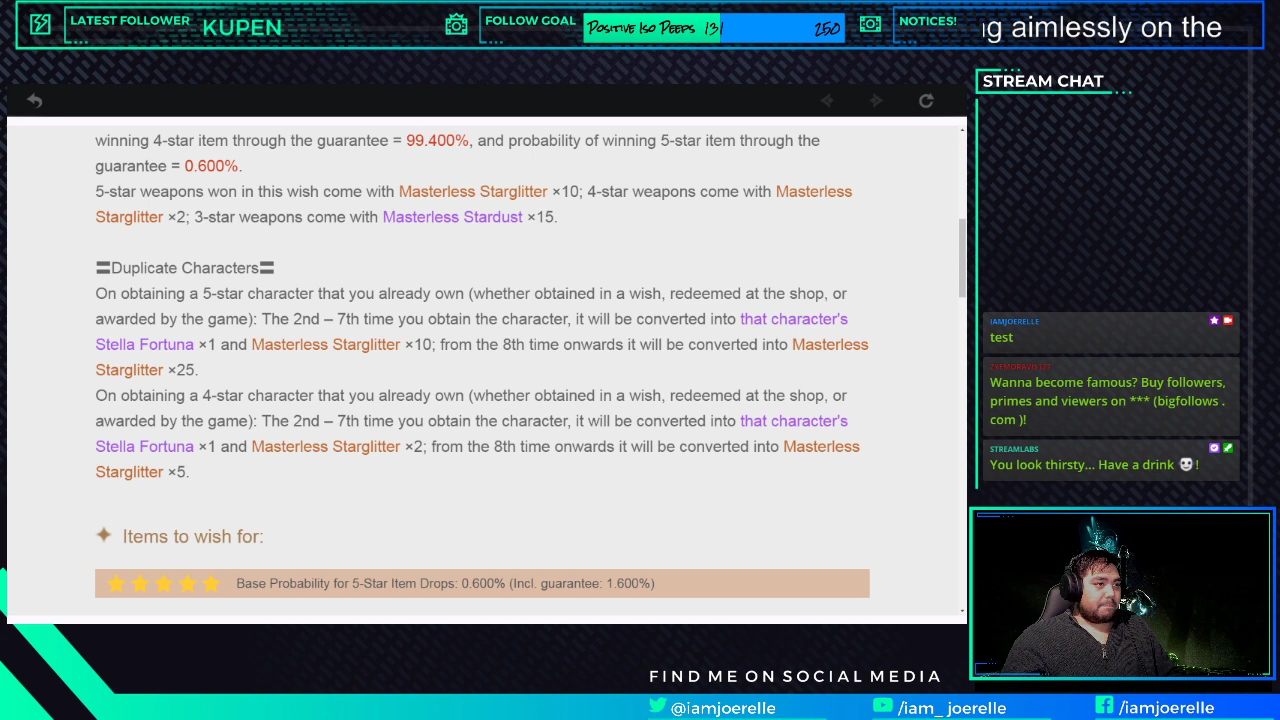 LATEST FOLLOWER
KUPEN
FOLLOW GOAL
Positive Iso Peeps 131
250
NOTICES!
aimlessly on the
STREAM CHAT
winning 4-star item through the guarantee = 99.400%, and probability of winning 5-star item through the
guarantee = 0.600%.
5-star weapons won in this wish come with Masterless Starglitter ×10; 4-star weapons come with Masterless
Starglitter ×2; 3-star weapons come with Masterless Stardust ×15.
〓Duplicate Characters〓
On obtaining a 5-star character that you already own (whether obtained in a wish, redeemed at the shop, or
awarded by the game): The 2nd – 7th time you obtain the character, it will be converted into that character's
Stella Fortuna ×1 and Masterless Starglitter ×10; from the 8th time onwards it will be converted into Masterless
Starglitter ×25.
On obtaining a 4-star character that you already own (whether obtained in a wish, redeemed at the shop, or
awarded by the game): The 2nd – 7th time you obtain the character, it will be converted into that character's
Stella Fortuna ×1 and Masterless Starglitter ×2; from the 8th time onwards it will be converted into Masterless
Starglitter ×5.
Items to wish for:
Base Probability for 5-Star Item Drops: 0.600% (Incl. guarantee: 1.600%)
IAMJOERELLE
test
Wanna become famous? Buy followers,
primes and viewers on *** (bigfollows .
com )!
STREAMLABS
You look thirsty... Have a drink !
FIND ME ON SOCIAL MEDIA
@iamjoerelle
/iam_joerelle
/iamjoerelle